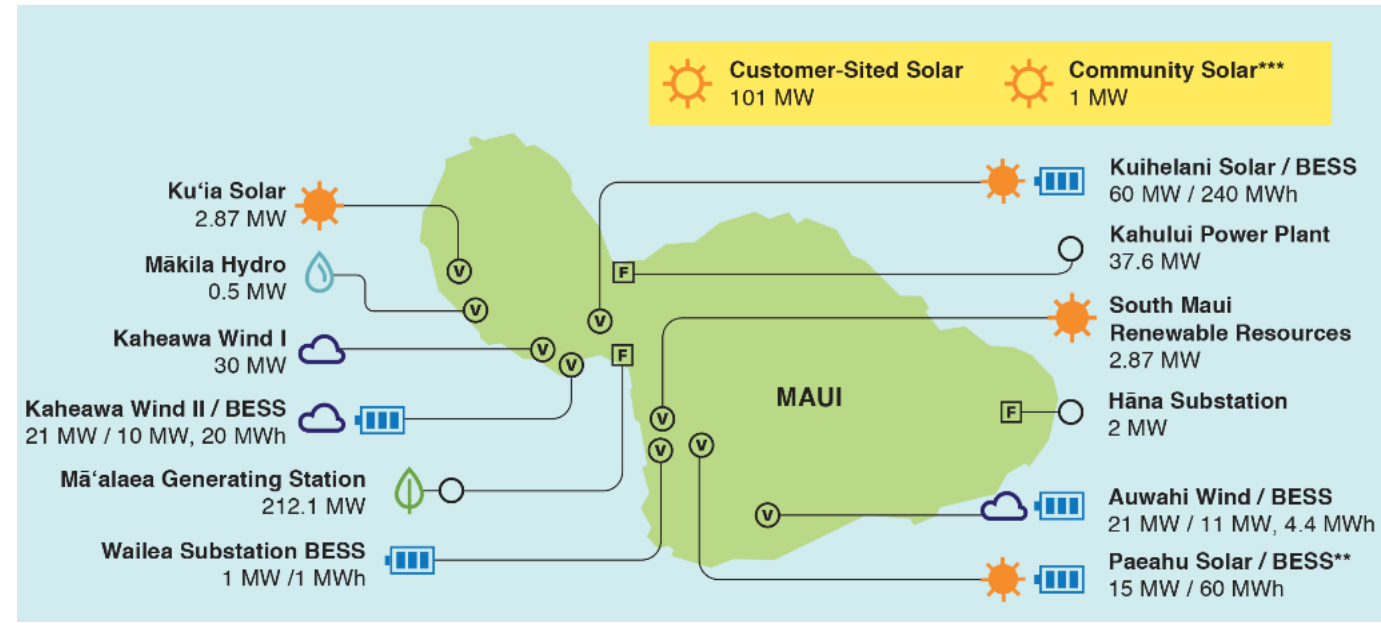 Customer-Sited Solar
101 MW
Community Solar***
1 MW
Kuʻia Solar
2.87 MW
Mākila Hydro
0.5 MW
Kaheawa Wind I
30 MW
Kaheawa Wind II / BESS
21 MW / 10 MW, 20 MWh
Māʻalaea Generating Station
212.1 MW
Wailea Substation BESS
1 MW /1 MWh
V
V
V
V
V
F
F
V
V
V
V
F
MAUI
Kuihelani Solar / BESS
60 MW / 240 MWh
Kahului Power Plant
37.6 MW
South Maui
Renewable Resources
2.87 MW
Hāna Substation
2 MW
Auwahi Wind / BESS
21 MW / 11 MW, 4.4 MWh
Paeahu Solar / BESS**
15 MW / 60 MWh